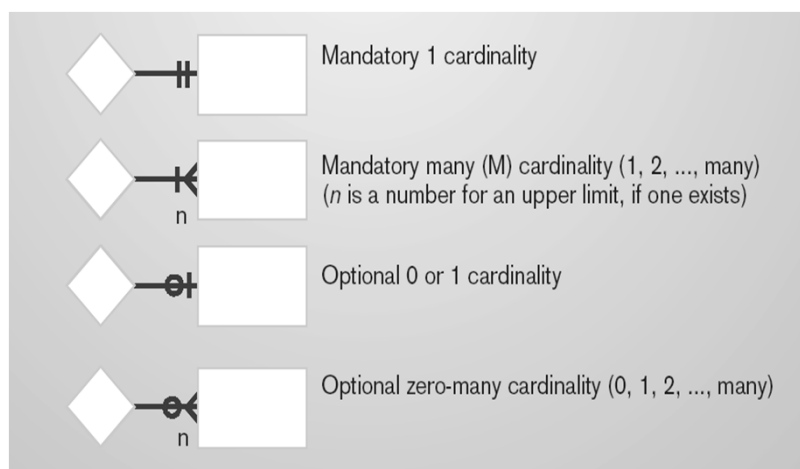 Mandatory 1 cardinality
Mandatory many (M) cardinality (1, 2, ..., many)
(n is a number for an upper limit, if one exists)
n
Optional 0 or 1 cardinality
Optional zero-many cardinality (0, 1, 2, ..., many)
n